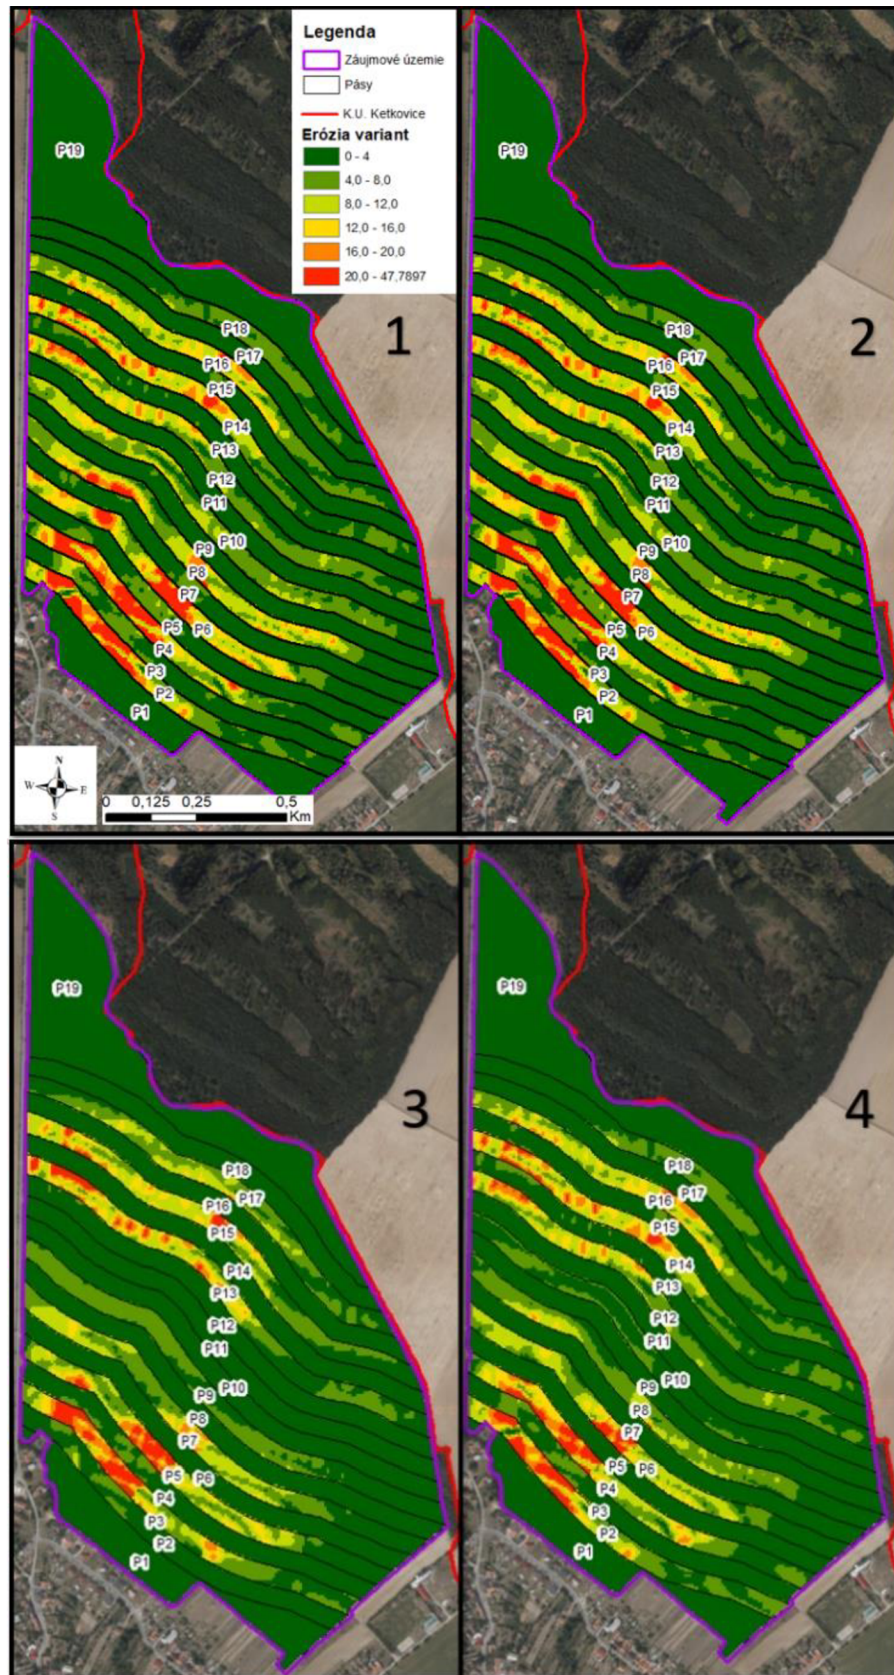 Legenda
Záujmové územie
Pásy
K.U. Ketkovice
Erózia variant
0 - 4
4,0 - 8,0
8,0 - 12,0
12,0 - 16,0
16,0 - 20,0
20,0 - 47,7897
1
P19
P18
P17
P16
P15
P14
P13
P12
P11
P10
P9
P8
P7
P6
P5
P4
P3
P2
P1
N
W E
S
0 0,125 0,25 0,5
Km
2
P19
P18
P17
P16
P15
P14
P13
P12
P11
P10
P9
P8
P7
P6
P5
P4
P3
P2
P1
3
P19
P18
P17
P16
P15
P14
P13
P12
P11
P10
P9
P8
P7
P6
P5
P4
P3
P2
P1
4
P19
P18
P17
P16
P15
P14
P13
P12
P11
P10
P9
P8
P7
P6
P5
P4
P3
P2
P1